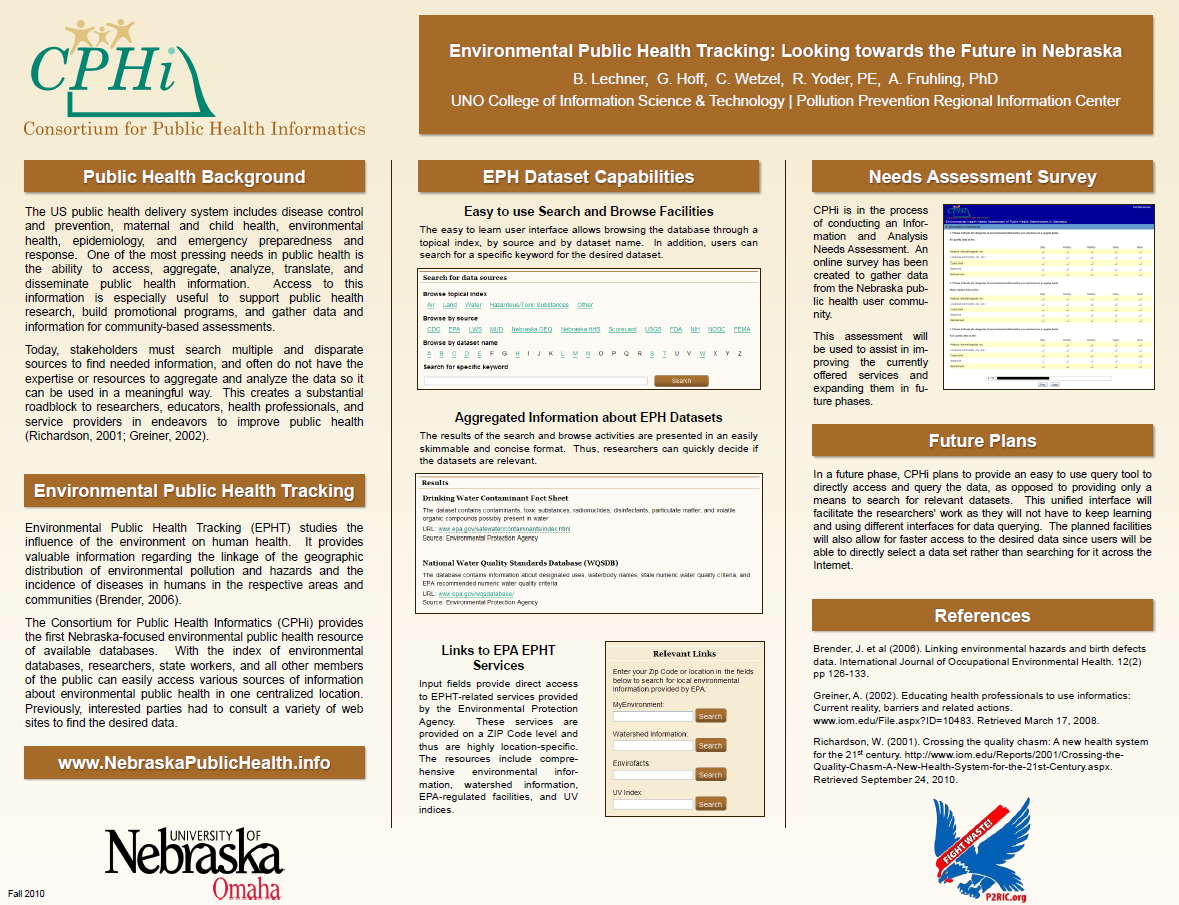 CPHi
Consortium for Public Health Informatics
Environmental Public Health Tracking: Looking towards the Future in Nebraska
B. Lechner, G. Hoff, C. Wetzel, R. Yoder, PE, A. Fruhling, PhD
UNO College of Information Science & Technology | Pollution Prevention Regional Information Center
Public Health Background
The US public health delivery system includes disease control
and prevention, maternal and child health, environmental
health, epidemiology, and emergency preparedness and
response. One of the most pressing needs in public health is
the ability to access, aggregate, analyze, translate, and
disseminate public health information. Access to this
information is especially useful to support public health
research, build promotional programs, and gather data and
information for community-based assessments.
Today, stakeholders must search multiple and disparate
sources to find needed information, and often do not have the
expertise or resources to aggregate and analyze the data so it
can be used in a meaningful way. This creates a substantial
roadblock to researchers, educators, health professionals, and
service providers in endeavors to improve public health
(Richardson, 2001; Greiner, 2002).
Environmental Public Health Tracking
Environmental Public Health Tracking (EPHT) studies the
influence of the environment on human health. It provides
valuable information regarding the linkage of the geographic
distribution of environmental pollution and hazards and the
incidence of diseases in humans in the respective areas and
communities (Brender, 2006).
The Consortium for Public Health Informatics (CPHi) provides
the first Nebraska-focused environmental public health resource
of available databases. With the index of environmental
databases, researchers, state workers, and all other members
of the public can easily access various sources of information
about environmental public health in one centralized location.
Previously, interested parties had to consult a variety of web
sites to find the desired data.
www.NebraskaPublicHealth.info
UNIVERSITY OF
Nebraska
Omaha
Fall 2010
EPH Dataset Capabilities
Easy to use Search and Browse Facilities
The easy to learn user interface allows browsing the database through a
topical index, by source and by dataset name. In addition, users can
search for a specific keyword for the desired dataset.
Search for data sources
Browse topical index
Air Land Water Hazardous/Toxic Substances Other
Browse by source
CDC EPA LWS MUD Nebraska DEQ Nebraska HHS Scorecard USGS FDA NIH NCDC FEMA
Browse by dataset name
A B C D E F G H I J K L M N O P Q R S T U V W X Y Z
Search for specific keyword
Search
Aggregated Information about EPH Datasets
The results of the search and browse activities are presented in an easily
skimmable and concise format. Thus, researchers can quickly decide if
the datasets are relevant.
Results
Drinking Water Contaminant Fact Sheet
The dataset contains contaminants, toxic substances, radionuclides, disinfectants, particulate matter, and volatile
organic compounds possibly present in water
URL: www.epa.gov/safewater/contaminants/index.html
Source: Environmental Protection Agency
National Water Quality Standards Database (WQSDB)
The database contains information about designated uses, waterbody names, state numeric water quality criteria, and
EPA recommended numeric water quality criteria
URL: www.epa.gov/wqsdatabase/
Source: Environmental Protection Agency
Links to EPA EPHT
Services
Input fields provide direct access
to EPHT-related services provided
by the Environmental Protection
Agency. These services are
provided on a ZIP Code level and
thus are highly location-specific.
The resources include compre-
hensive environmental infor-
mation, watershed information,
EPA-regulated facilities, and UV
indices.
Relevant Links
Enter your Zip Code or location in the fields
below to search for local environmental
information provided by EPA:
MyEnvironment:
Search
Watershed Information:
Search
Envirofacts:
Search
UV Index:
Search
Needs Assessment Survey
CPHi is in the process
of conducting an Infor-
mation and Analysis
Needs Assessment. An
online survey has been
created to gather data
from the Nebraska pub-
lic health user commu-
nity.
This assessment will
be used to assist in im-
proving the currently
offered services and
expanding them in fu-
ture phases.
Future Plans
In a future phase, CPHi plans to provide an easy to use query tool to
directly access and query the data, as opposed to providing only a
means to search for relevant datasets. This unified interface will
facilitate the researchers' work as they will not have to keep learning
and using different interfaces for data querying. The planned facilities
will also allow for faster access to the desired data since users will be
able to directly select a data set rather than searching for it across the
Internet.
References
Brender, J. et al (2006). Linking environmental hazards and birth defects
data. International Journal of Occupational Environmental Health. 12(2)
pp 126-133.
Greiner, A. (2002). Educating health professionals to use informatics:
Current reality, barriers and related actions.
www.iom.edu/File.aspx?ID=10483. Retrieved March 17, 2008.
Richardson, W. (2001). Crossing the quality chasm: A new health system
for the 21st century. http://www.iom.edu/Reports/2001/Crossing-the-
Quality-Chasm-A-New-Health-System-for-the-21st-Century.aspx.
Retrieved September 24, 2010.
FIGHT WASTE!
P2RIC.org